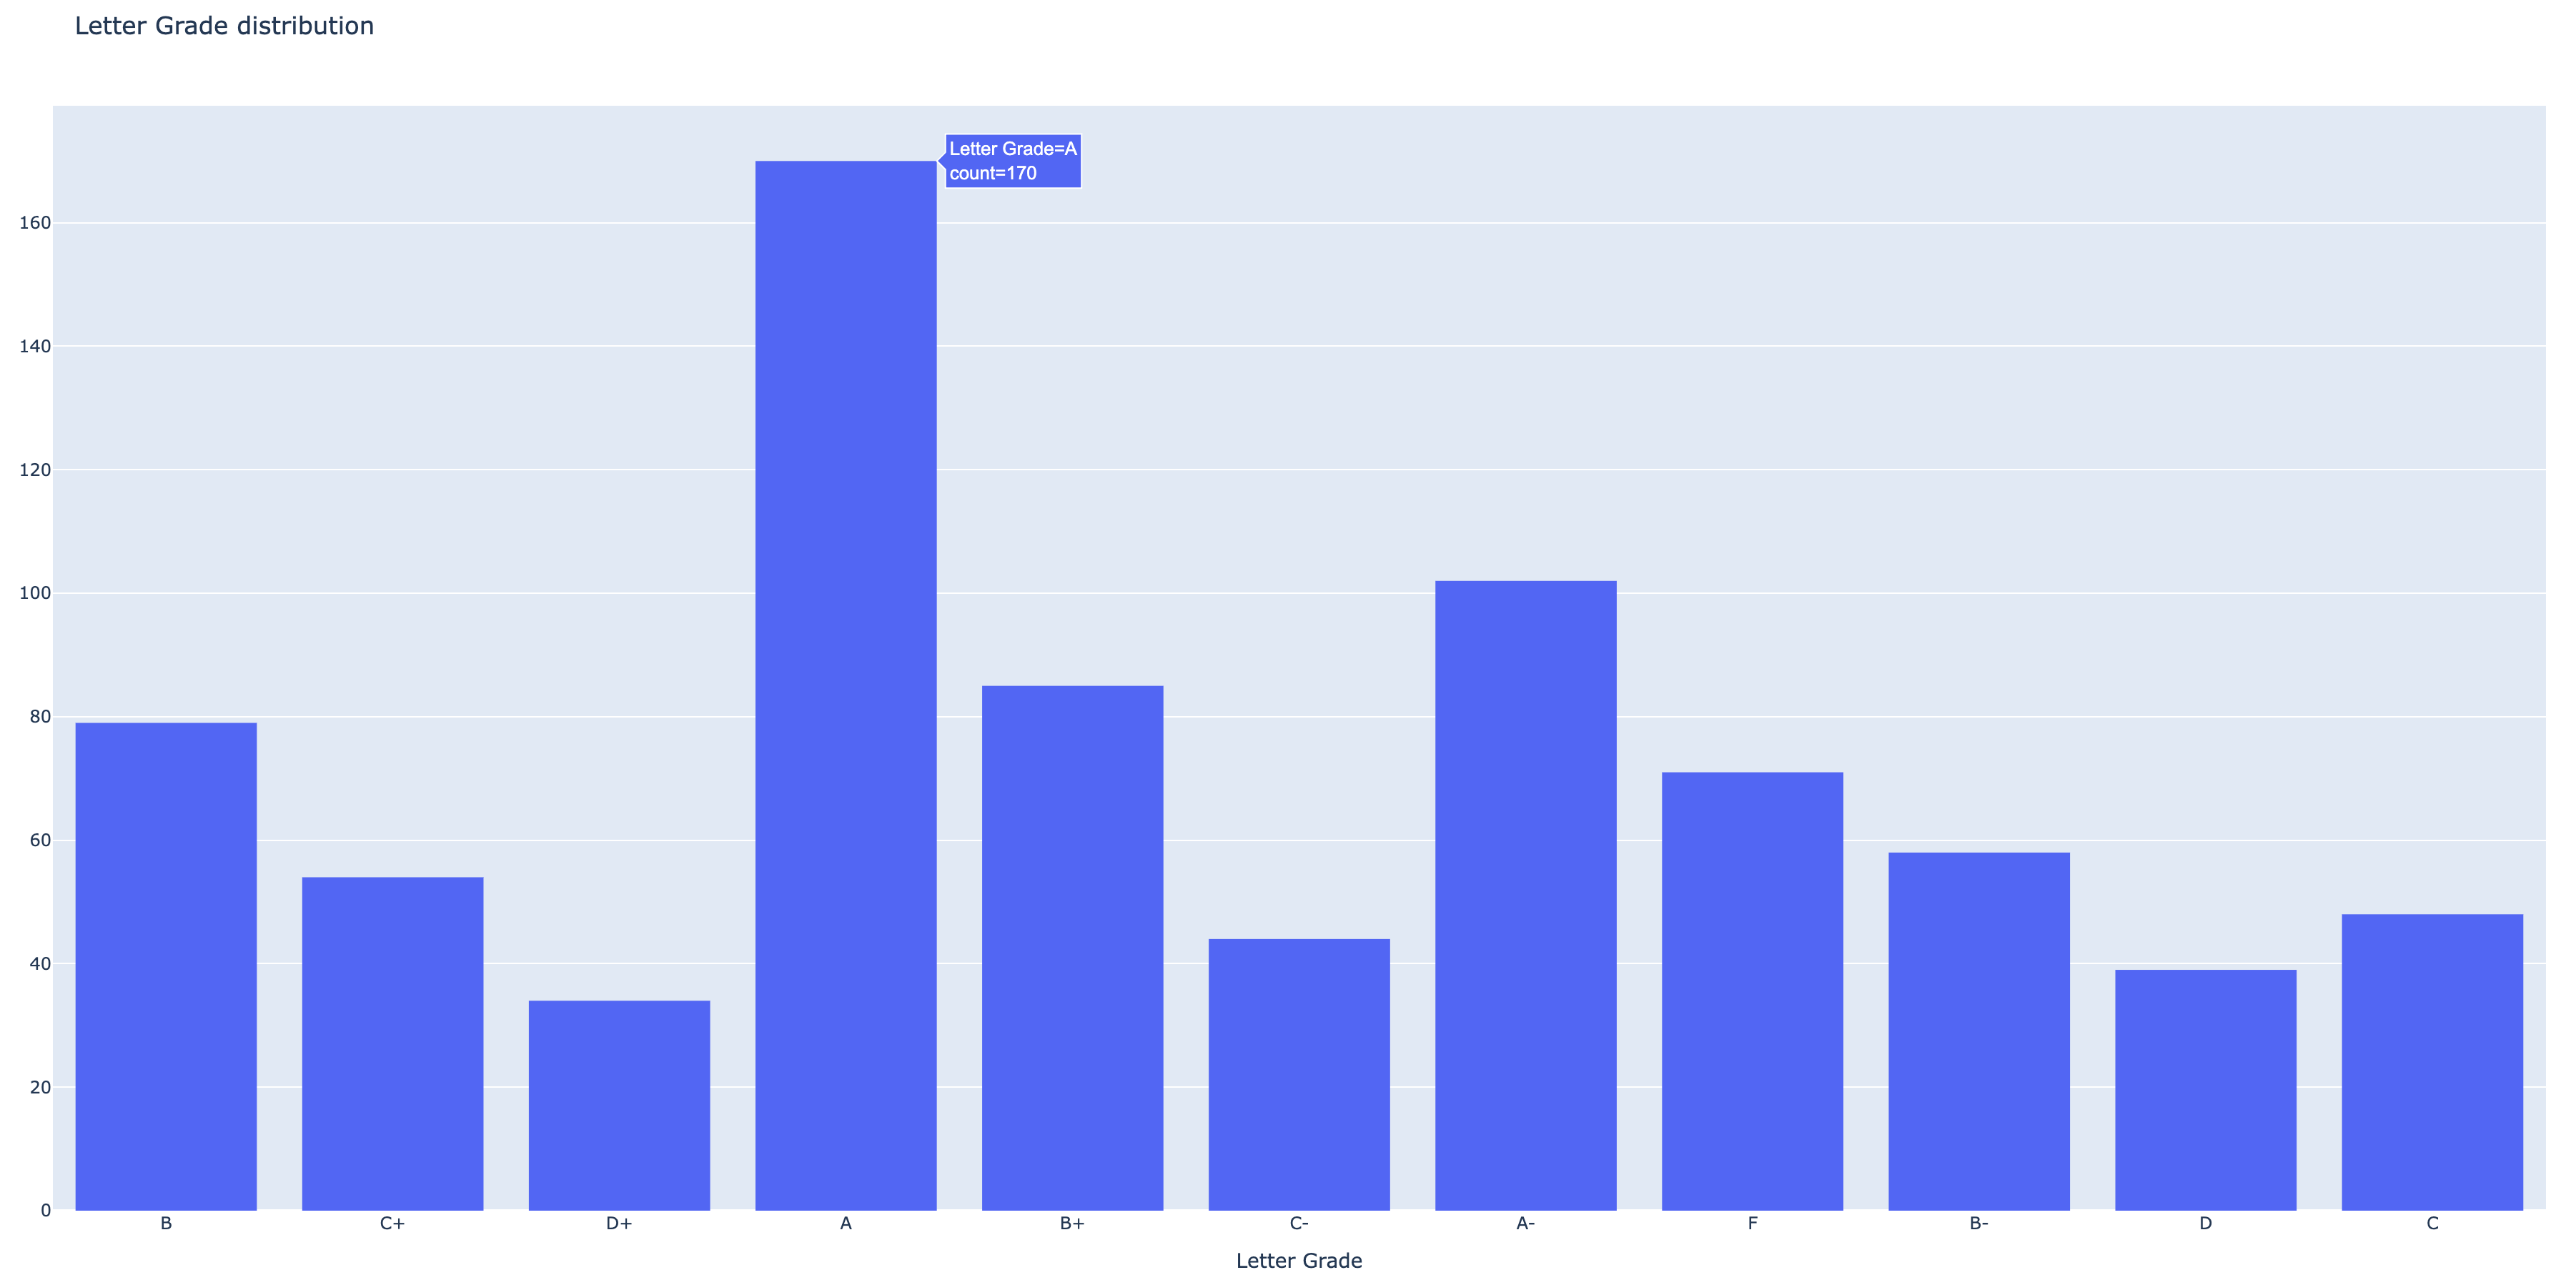 Letter Grade distribution
Letter Grade=A
count=170
160
140
120
100
80
60
40
20
0
B C+ D+ A B+ C- A- F B- D C
Letter Grade